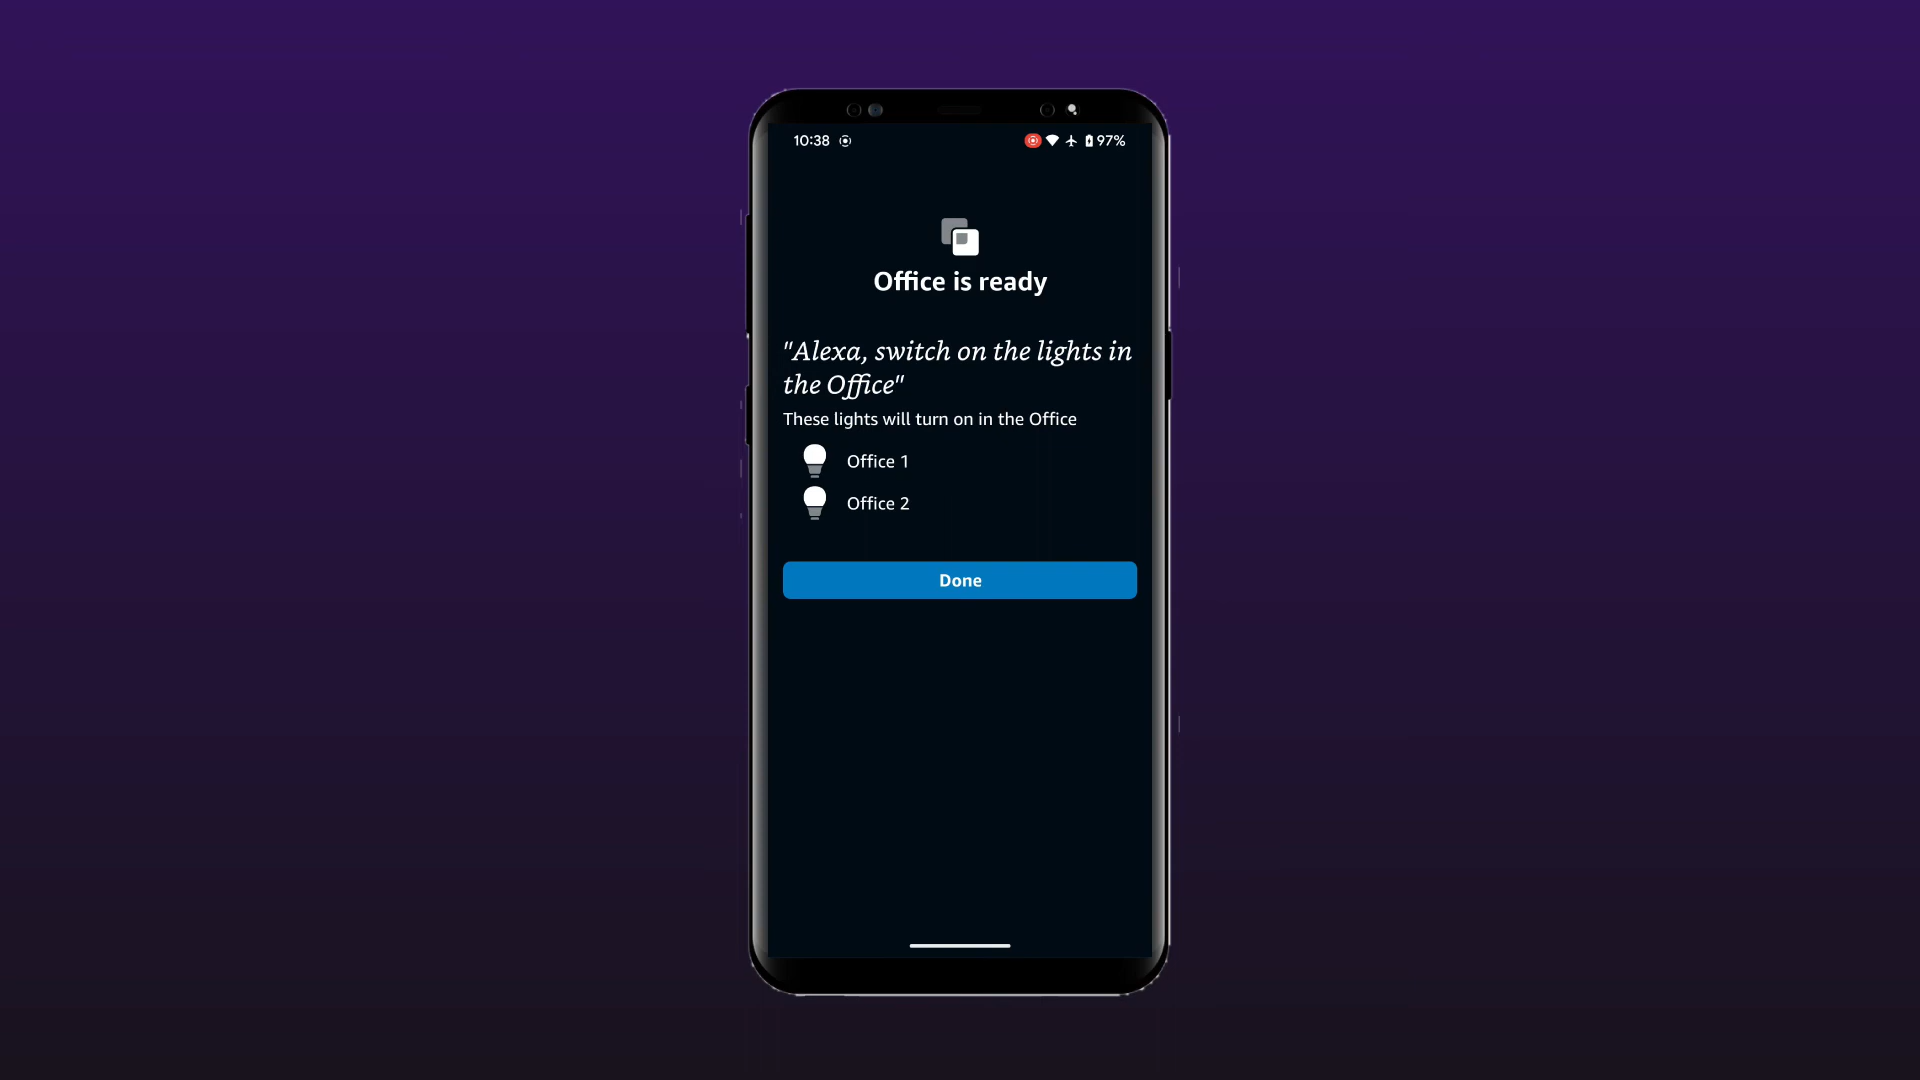 10:38 97%
Office is ready
"Alexa, switch on the lights in
the Office"
These lights will turn on in the Office
Office 1
Office 2
Done